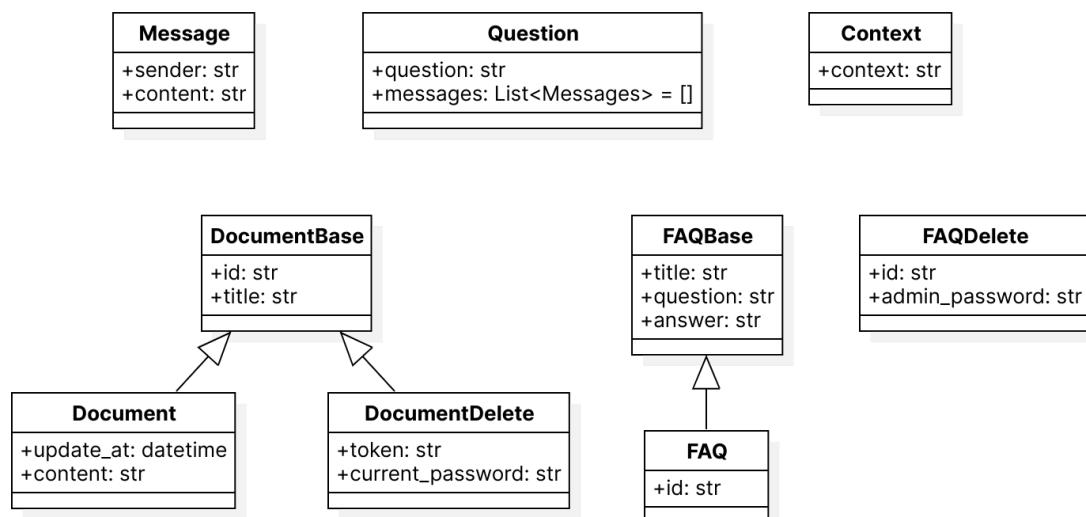 Message
+sender: str
+content: str
Question
+question: str
+messages: List<Messages> = []
Context
+context: str
DocumentBase
+id: str
+title: str
FAQBase
+title: str
+question: str
+answer: str
FAQDelete
+id: str
+admin_password: str
Document
+update_at: datetime
+content: str
DocumentDelete
+token: str
+current_password: str
FAQ
+id: str